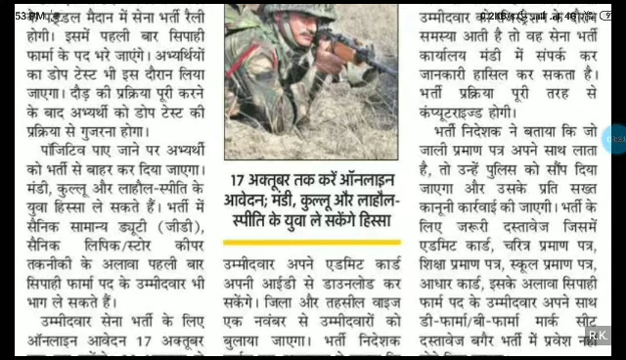 53
पड्डल मैदान में सेना भर्ती रैली
होगी। इसमें पहली बार सिपाही
फार्मा के पद भरे जाएंगे। अभ्यर्थियों
का डोप टेस्ट भी इस दौरान लिया
जाएगा। दौड़ की प्रक्रिया पूरी करने
के बाद अभ्यर्थी को डोप टेस्ट की
प्रक्रिया से गुजरना होगा।
पॉजिटिव पाए जाने पर अभ्यर्थी
को भर्ती से बाहर कर दिया जाएगा।
मंडी, कुल्लू और लाहौल-स्पीति के
युवा हिस्सा ले सकते हैं। भर्ती में
सैनिक सामान्य ड्यूटी (जीडी),
सैनिक लिपिक/स्टोर कीपर
तकनीकी के अलावा पहली बार
सिपाही फार्मा पद के उम्मीदवार भी
भाग ले सकते हैं।
उम्मीदवार सेना भर्ती के लिए
ऑनलाइन आवेदन 17 अक्तूबर
17 अक्तूबर तक करें ऑनलाइन
आवेदन; मंडी, कुल्लू और लाहौल-
स्पीति के युवा ले सकेंगे हिस्सा
उम्मीदवार अपने एडमिट कार्ड
अपनी आईडी से डाउनलोड कर
सकेंगे। जिला और तहसील वाइज
एक नवंबर से उम्मीदवारों को
बुलाया जाएगा। भर्ती निदेशक
उम्मीदवार को के दौरान
समस्या आती है तो वह सेना भर्ती
कार्यालय मंडी में संपर्क कर
जानकारी हासिल कर सकता है।
भर्ती प्रक्रिया पूरी तरह से
कंप्यूटराइज्ड होगी।
भर्ती निदेशक ने बताया कि जो
जाली प्रमाण पत्र अपने साथ लाता
है, तो उन्हें पुलिस को सौंप दिया
जाएगा और उसके प्रति सख्त
कानूनी कार्रवाई की जाएगी। भर्ती के
लिए जरूरी दस्तावेज जिसमें
एडमिट कार्ड, चरित्र प्रमाण पत्र,
शिक्षा प्रमाण पत्र, स्कूल प्रमाण पत्र,
आधार कार्ड, इसके अलावा सिपाही
फार्म पद के उम्मीदवार अपने साथ
डी-फार्मा/बी-फार्मा मार्क सीट
दस्तावेज बगैर भर्ती में प्रवेश नहीं
R.K.